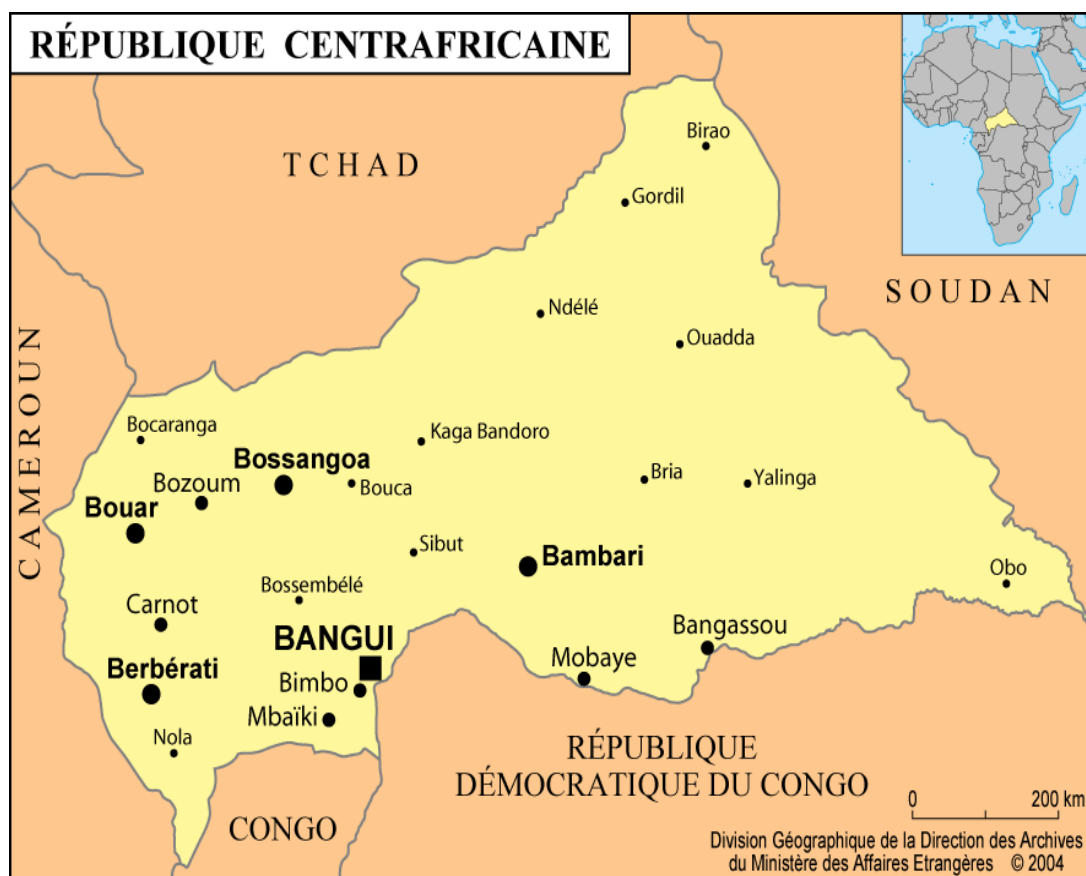 RÉPUBLIQUE CENTRAFRICAINE
TCHAD
Birao
Gordil
SOUDAN
Ndélé
Ouadda
CAMEROUN
Bocaranga
Kaga Bandoro
Bossangoa
Bozoum
Bouca
Bria
Yalinga
Bouar
Sibut
Bambari
Obo
Bossembélé
Carnot
BANGUI
Bangassou
Berbérati
Bimbo
Mobaye
Mbaïki
Nola
RÉPUBLIQUE
DÉMOCRATIQUE DU CONGO
CONGO
0 200 km
Division Géographique de la Direction des Archives
du Ministère des Affaires Etrangères © 2004